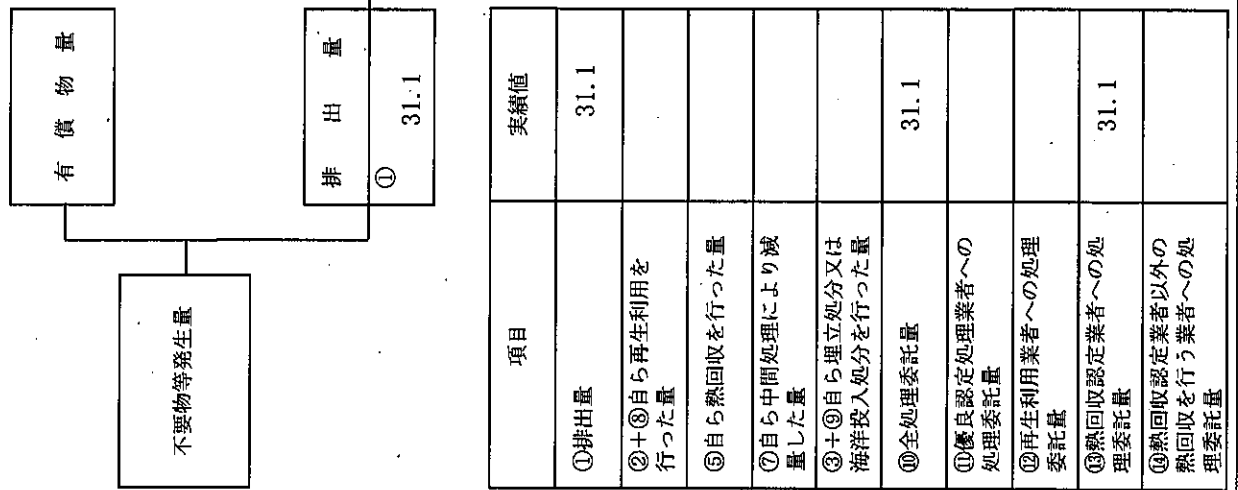 不要物等発生量
有償物量
排出量
①
31.1
項目
実績値
①排出量
31.1
②+⑧自ら再生利用を
行った量
⑤自ら熱回収を行った量
⑦自ら中間処理により減
量した量
③+⑨自ら埋立処分又は
海洋投入処分を行った量
⑩全処理委託量
31.1
⑪優良認定処理業者への
処理委託量
⑫再生利用業者への処理
委託量
⑬熱回収認定業者への処
理委託量
31.1
⑭熱回収認定業者以外の
熱回収を行う業者への処
理委託量